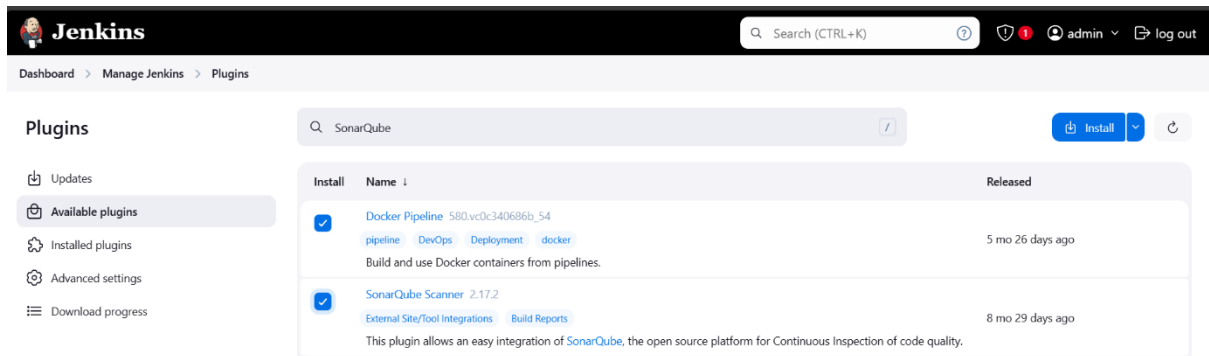 Jenkins
Search (CTRL+K)
?
1
admin
log out
Dashboard > Manage Jenkins > Plugins
Plugins
SonarQube
/
Install
Updates
Available plugins
Installed plugins
Advanced settings
Download progress
Install Name ↓ Released
Docker Pipeline 580.vc0c340686b_54
pipeline DevOps Deployment docker
5 mo 26 days ago
Build and use Docker containers from pipelines.
SonarQube Scanner 2.17.2
External Site/Tool Integrations Build Reports
8 mo 29 days ago
This plugin allows an easy integration of SonarQube, the open source platform for Continuous Inspection of code quality.